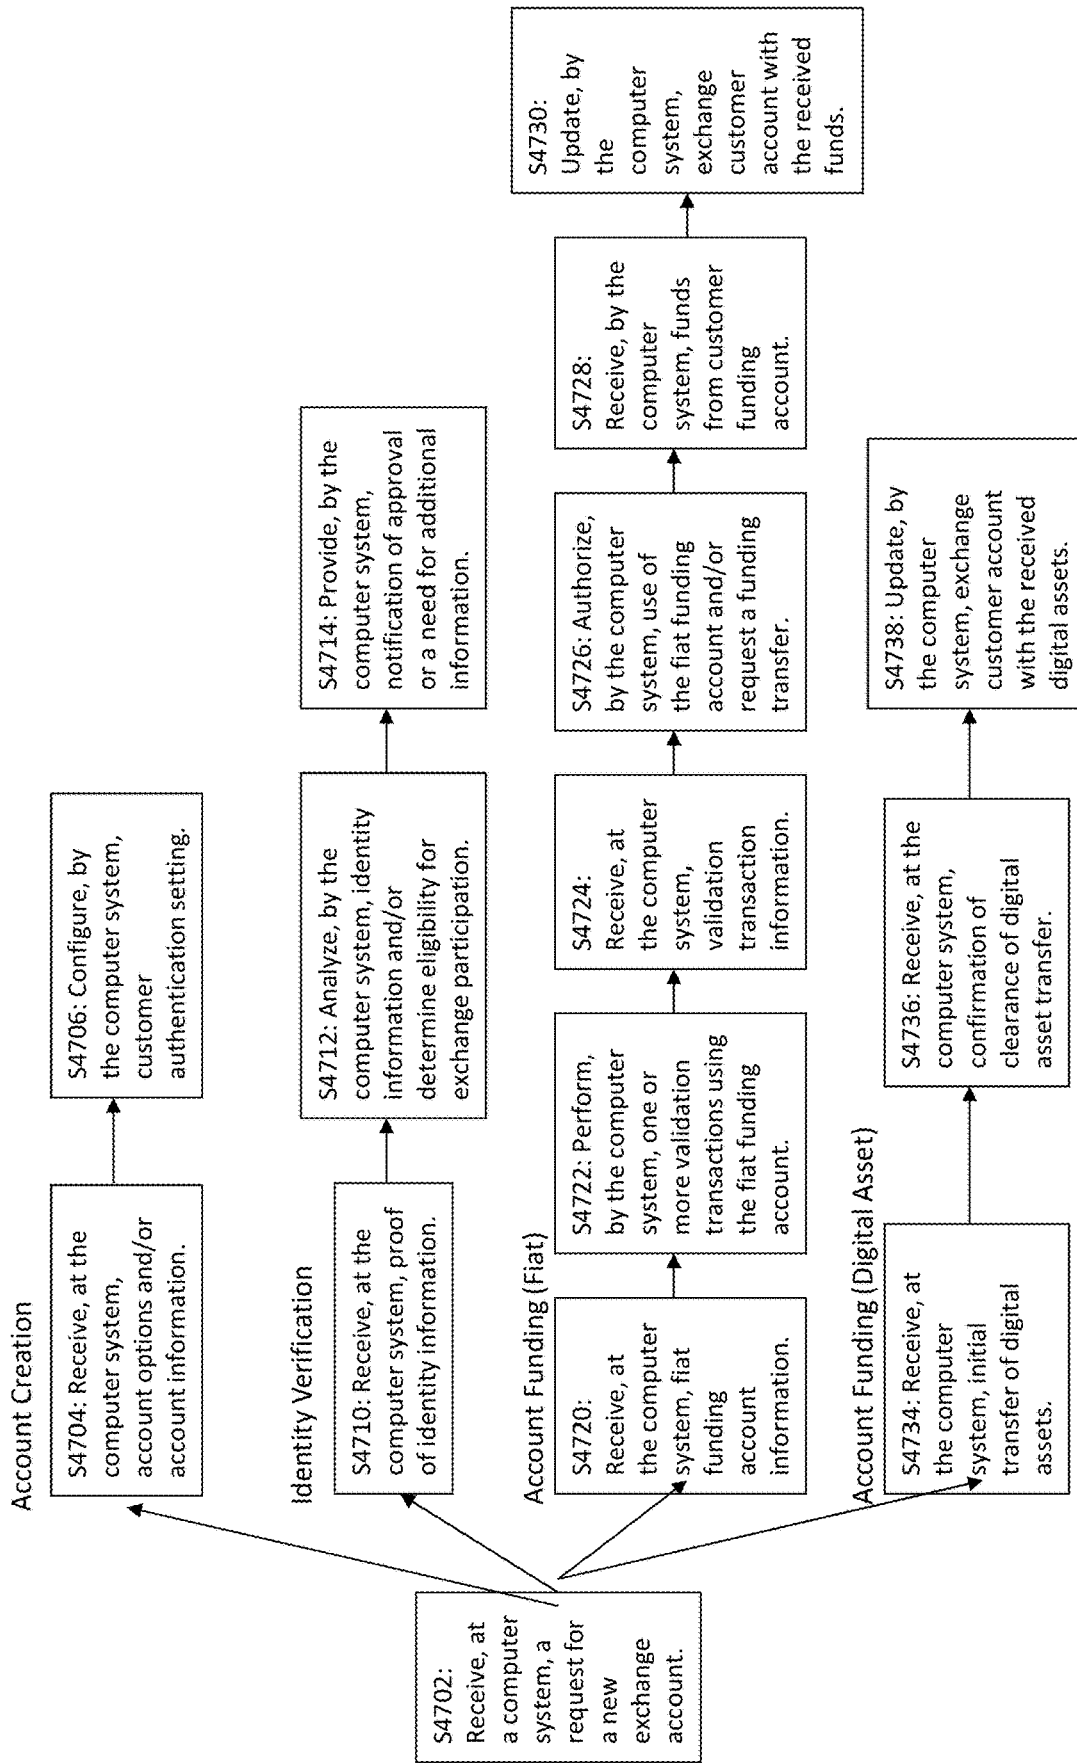 S4702:
Receive, at
a computer
system, a
request for
a new
exchange
account.
Account Creation
S4704: Receive, at the
computer system,
account options and/or
account information.
S4706: Configure, by
the computer system,
customer
authentication setting.
Identity Verification
S4710: Receive, at the
computer system, proof
of identity information.
S4712: Analyze, by the
computer system, identity
information and/or
determine eligibility for
exchange participation.
S4714: Provide, by the
computer system,
notification of approval
or a need for additional
information.
Account Funding (Fiat)
S4720:
Receive, at
the computer
system, fiat
funding
account
information.
S4722: Perform,
by the computer
system, one or
more validation
transactions using
the fiat funding
account.
S4724:
Receive, at
the computer
system,
validation
transaction
information.
S4726: Authorize,
by the computer
system, use of
the fiat funding
account and/or
request a funding
transfer.
S4728:
Receive, by the
computer
system, funds
from customer
funding
account.
S4730:
Update, by
the
computer
system,
exchange
customer
account with
the received
funds.
Account Funding (Digital Asset)
S4734: Receive, at
the computer
system, initial
transfer of digital
assets.
S4736: Receive, at the
computer system,
confirmation of
clearance of digital
asset transfer.
S4738: Update, by
the computer
system, exchange
customer account
with the received
digital assets.